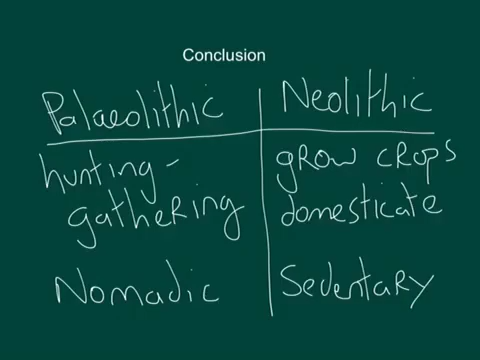 Conclusion
Palaeolithic Neolithic
hunting- grow crops
gathering domesticate
Nomadic Sedentary